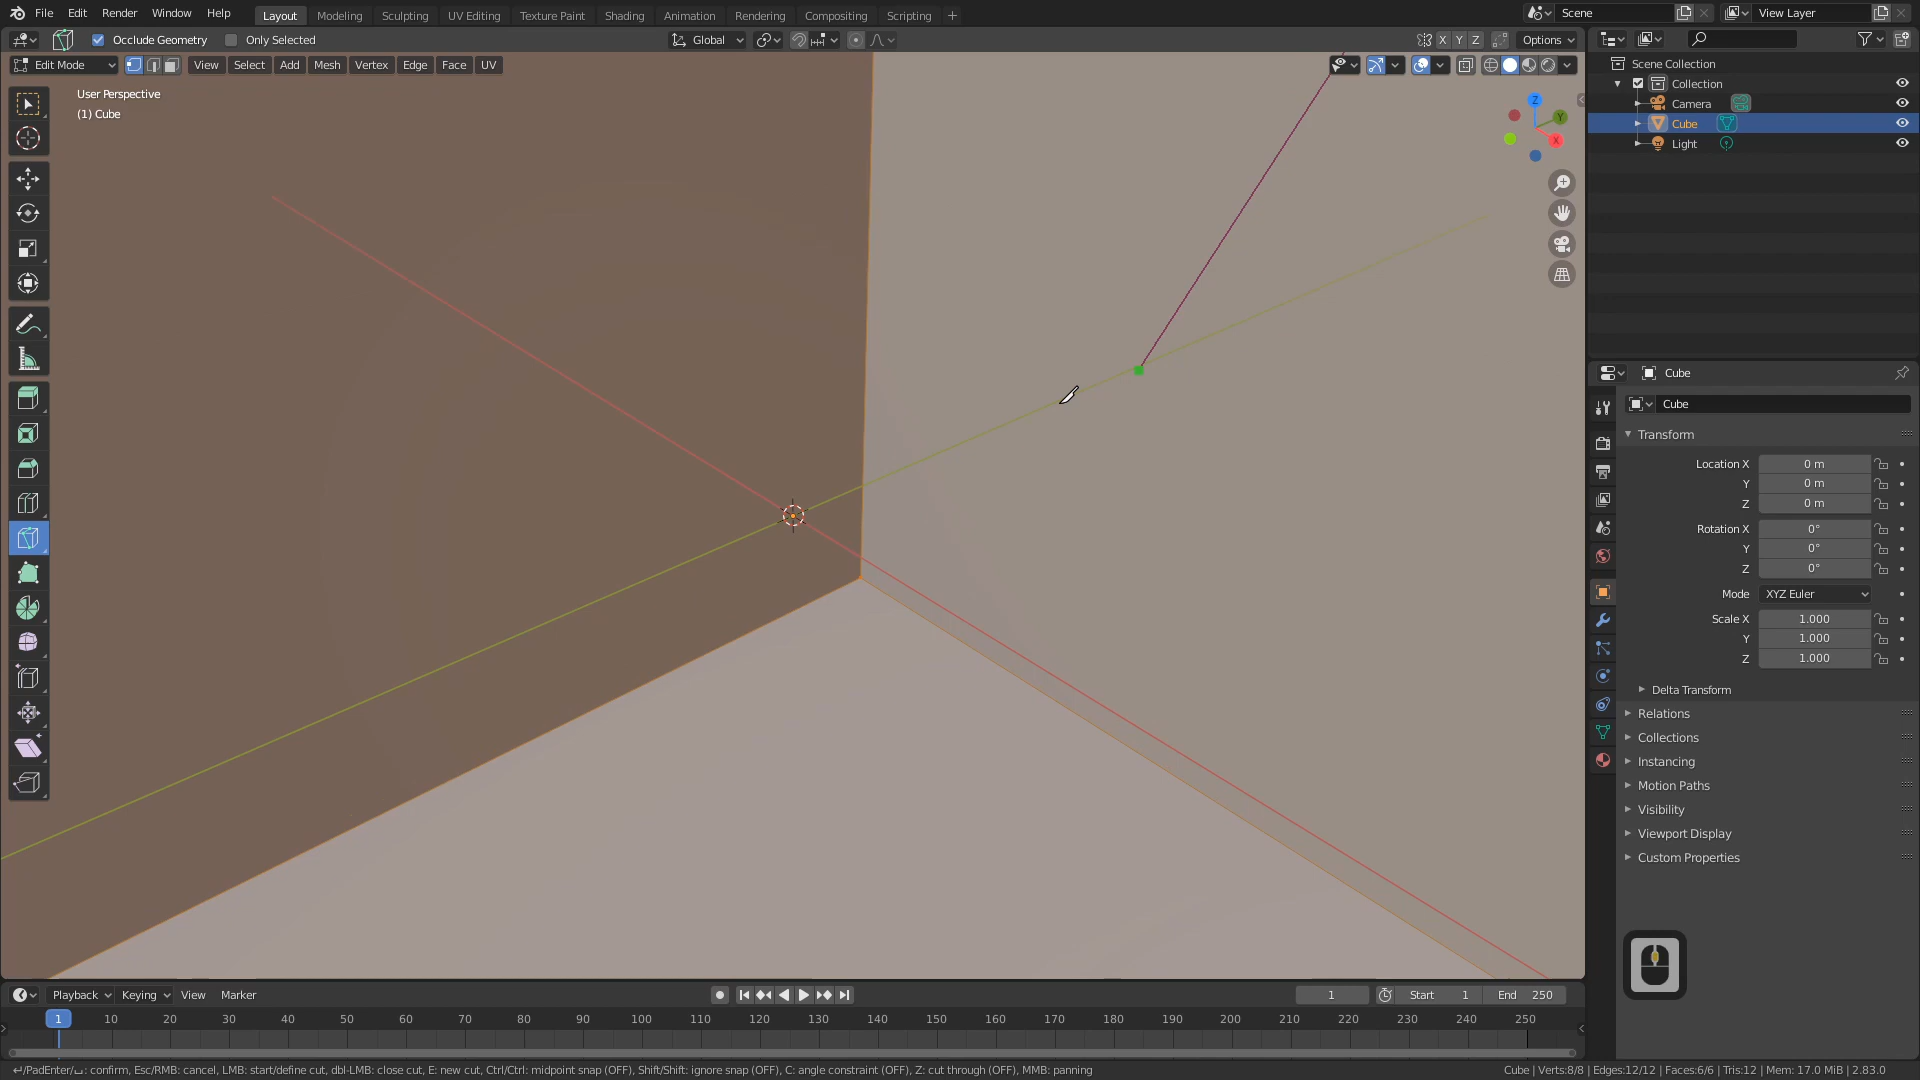 File Edit Render Window Help Layout Modeling Sculpting UV Editing Texture Paint Shading Animation Rendering Compositing Scripting + Scene View Layer
Occlude Geometry Only Selected Global X Y Z Options
Edit Mode View Select Add Mesh Vertex Edge Face UV
User Perspective
(1) Cube
Z
Y
X
Scene Collection
Collection
Camera
Cube
Light
Cube
Cube
Transform
Location X 0 m
Y 0 m
Z 0 m
Rotation X 0°
Y 0°
Z 0°
Mode XYZ Euler
Scale X 1.000
Y 1.000
Z 1.000
Delta Transform
Relations
Collections
Instancing
Motion Paths
Visibility
Viewport Display
Custom Properties
Playback Keying View Marker 1 Start 1 End 250
1 10 20 30 40 50 60 70 80 90 100 110 120 130 140 150 160 170 180 190 200 210 220 230 240 250
↵/PadEnter/␣: confirm, Esc/RMB: cancel, LMB: start/define cut, dbl-LMB: close cut, E: new cut, Ctrl/Ctrl: midpoint snap (OFF), Shift/Shift: ignore snap (OFF), C: angle constraint (OFF), Z: cut through (OFF), MMB: panning Cube | Verts:8/8 | Edges:12/12 | Faces:6/6 | Tris:12 | Mem: 17.0 MiB | 2.83.0